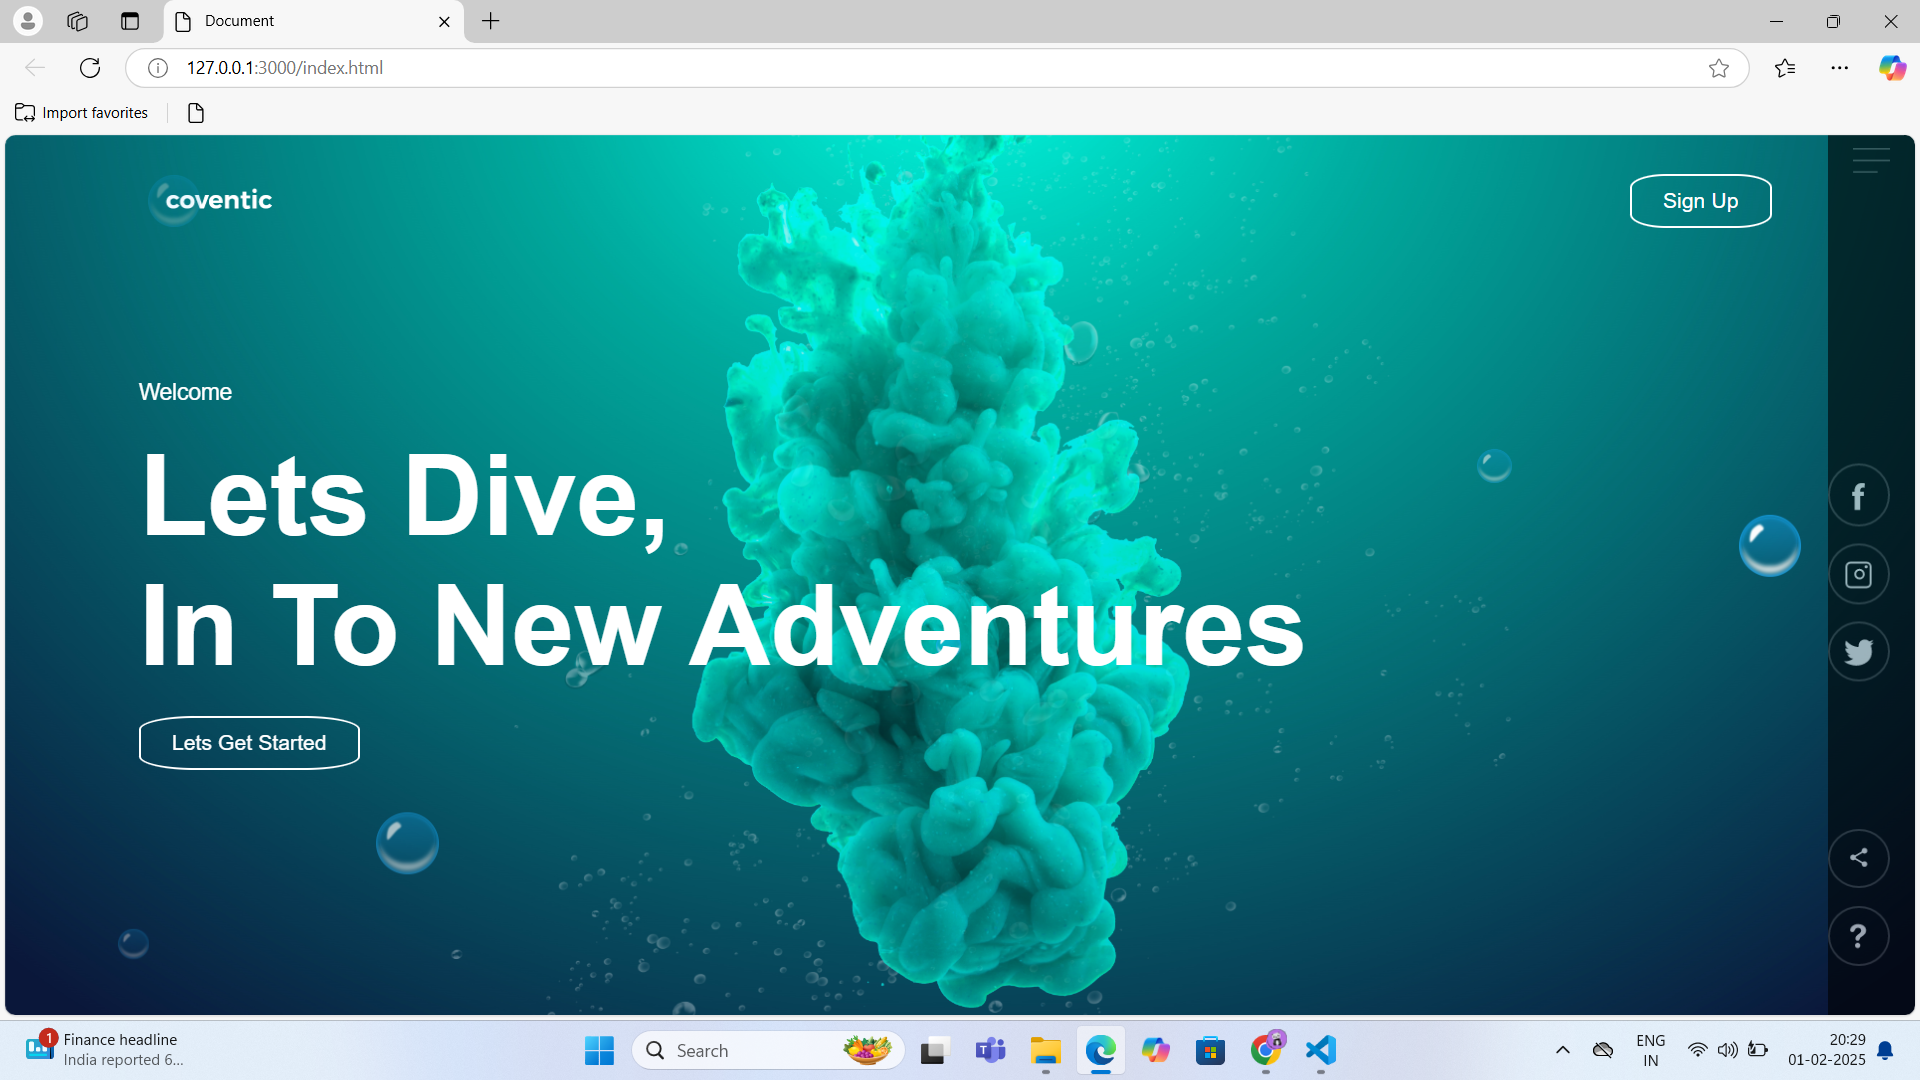 Document
127.0.0.1:3000/index.html
Import favorites
coventic
Sign Up
Welcome
Lets Dive,
In To New Adventures
Lets Get Started
1
Finance headline
India reported 6...
Search
ENG
IN
20:29
01-02-2025